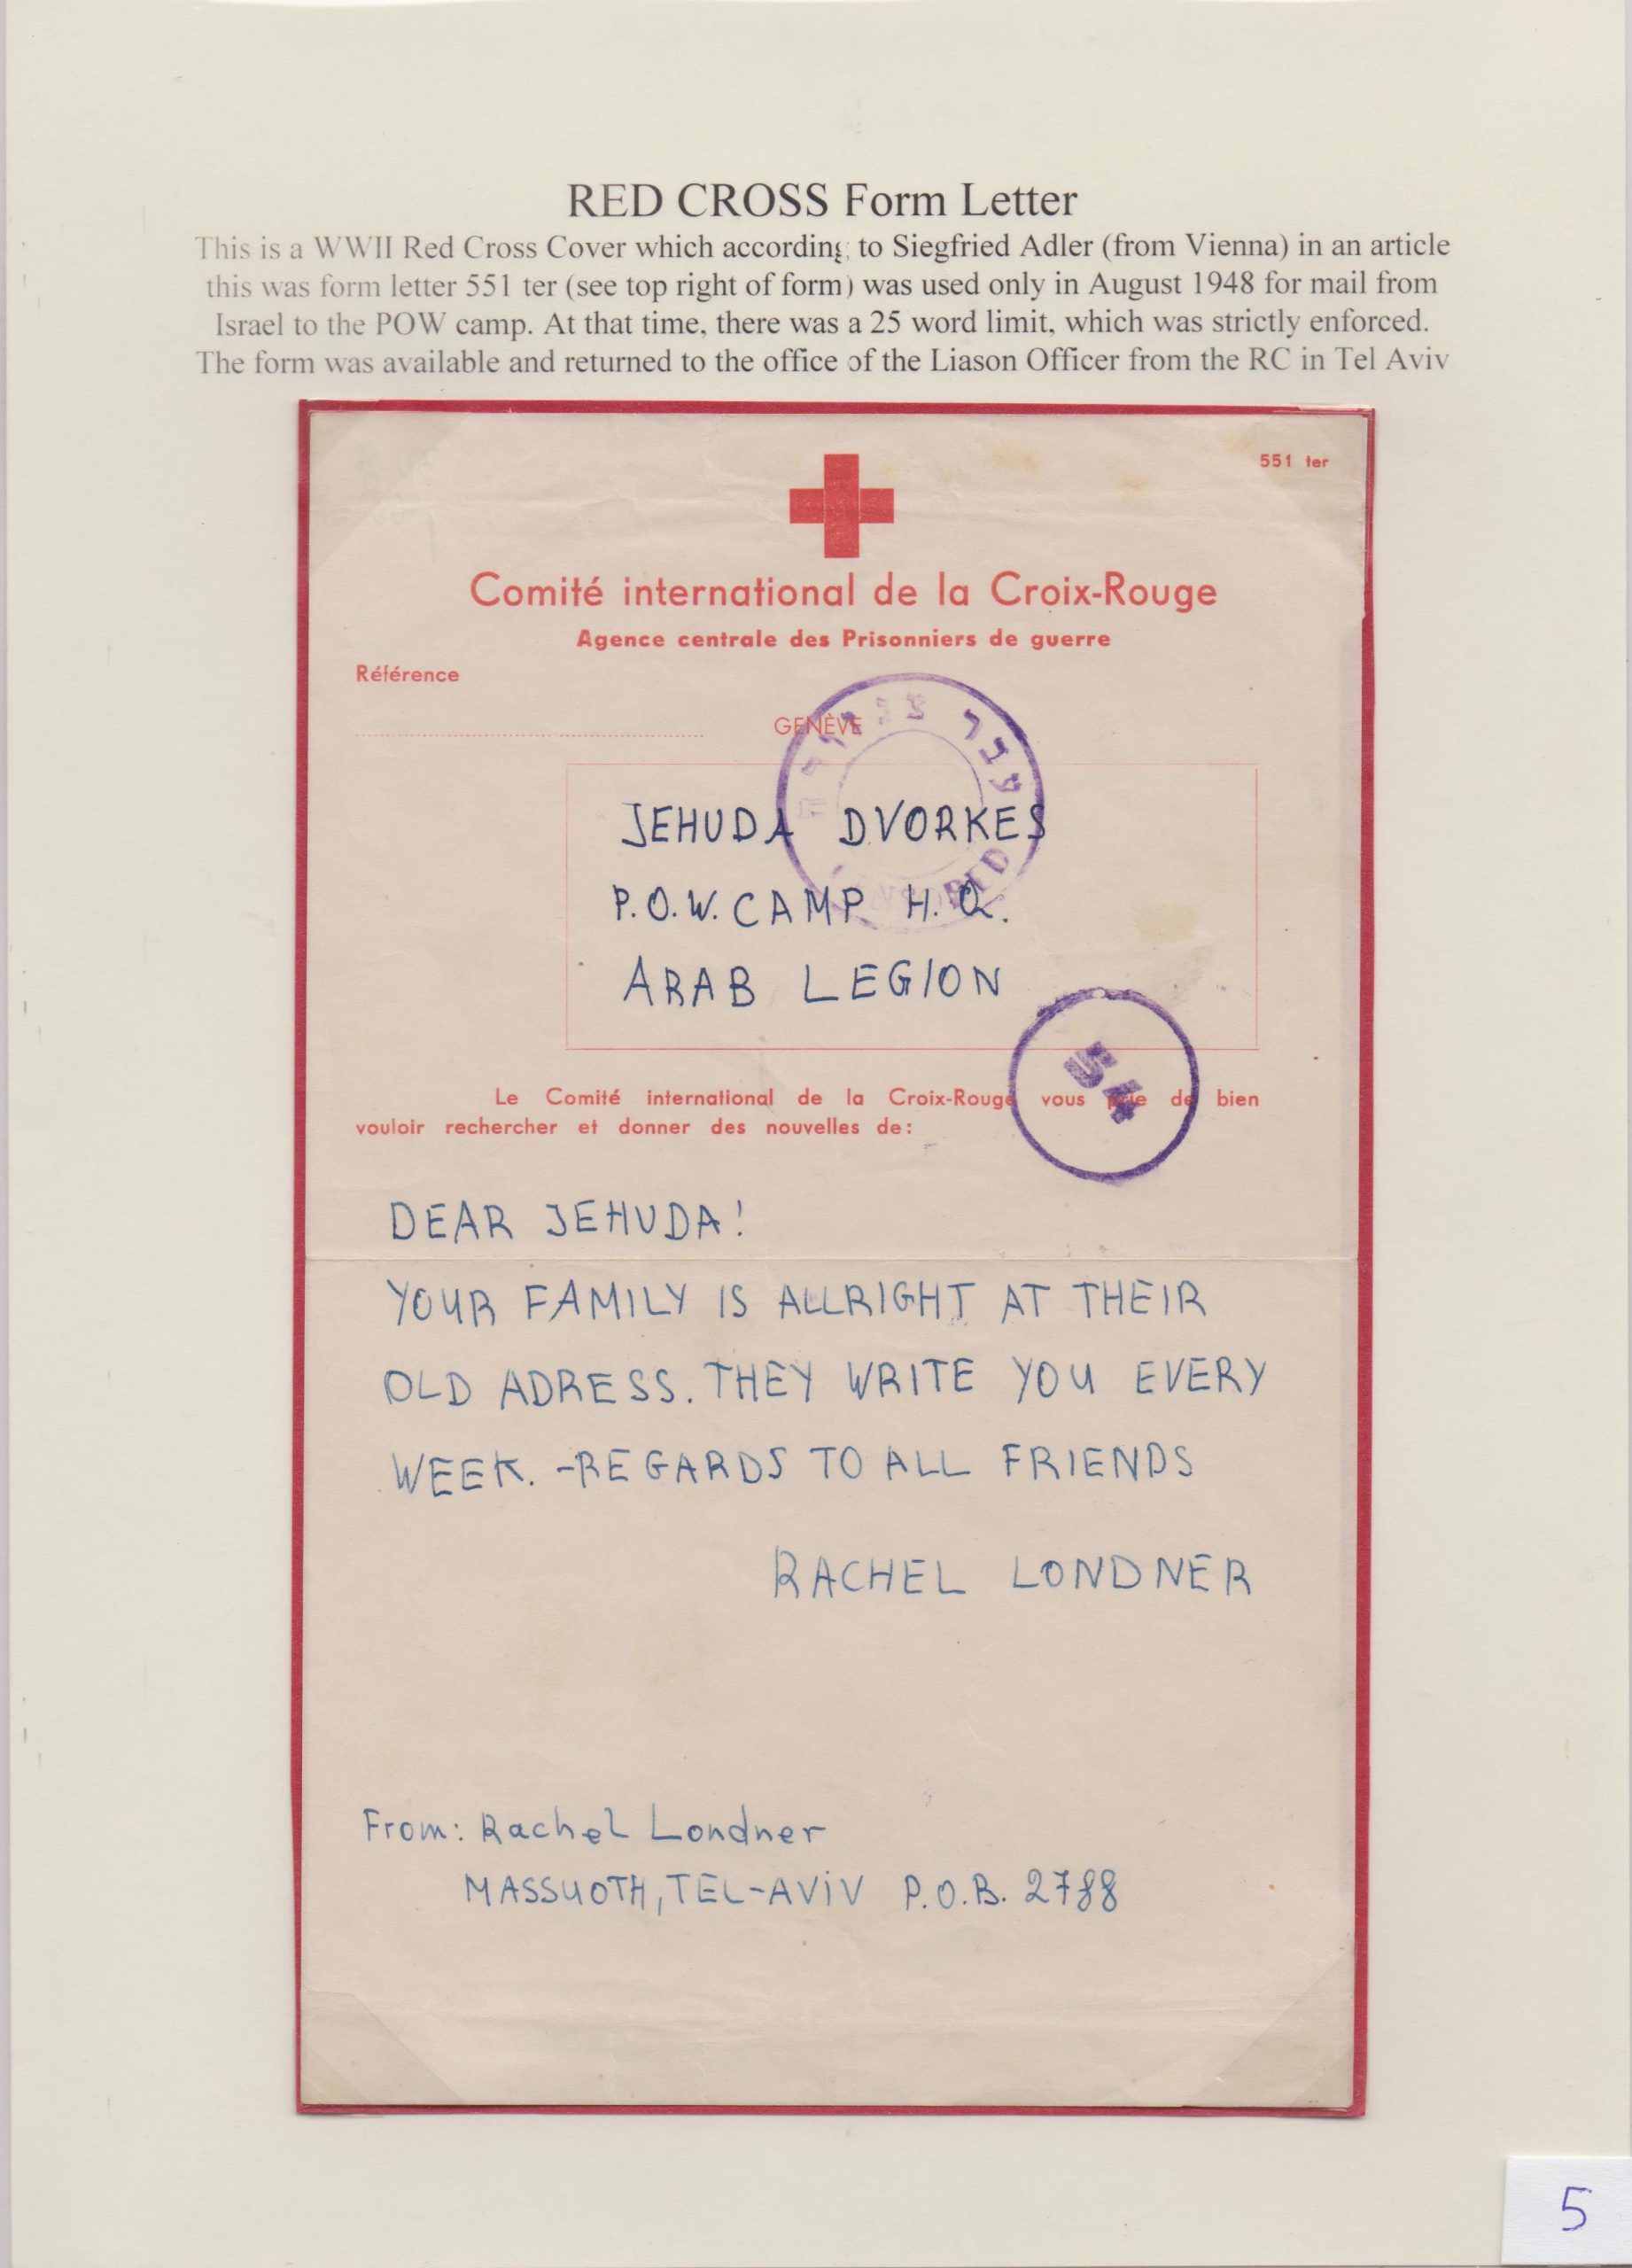 RED CROSS Form Letter
This is a WWII Red Cross Cover which according to Siegfried Adler (from Vienna) in an article
this was form letter 551 ter (see top right of form) was used only in August 1948 for mail from
Israel to the POW camp. At that time, there was a 25 word limit, which was strictly enforced.
The form was available and returned to the office of the Liason Officer from the RC in Tel Aviv
551 ter
Comité international de la Croix-Rouge
Agence centrale des Prisonniers de guerre
Référence
GENÈVE
עבר צנזורה
JEHUDA DVORKES
P.O.W. CAMP H.Q.
ARAB LEGION
54
Le Comité international de la Croix-Rouge vous prie de bien
vouloir rechercher et donner des nouvelles de:
DEAR JEHUDA!
YOUR FAMILY IS ALLRIGHT AT THEIR
OLD ADRESS. THEY WRITE YOU EVERY
WEEK. -REGARDS TO ALL FRIENDS
RACHEL LONDNER
From: Rachel Londner
MASSUOTH, TEL-AVIV P.O.B. 2788
5